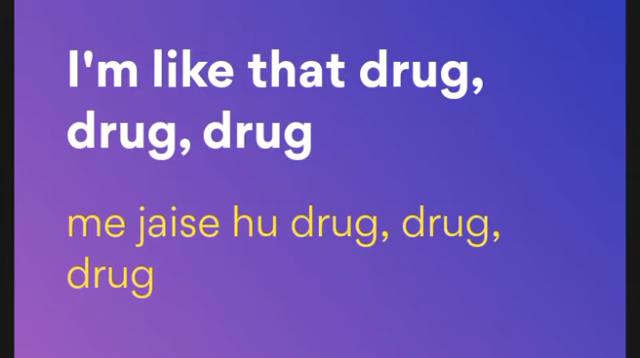 I'm like that drug,
drug, drug
me jaise hu drug, drug,
drug